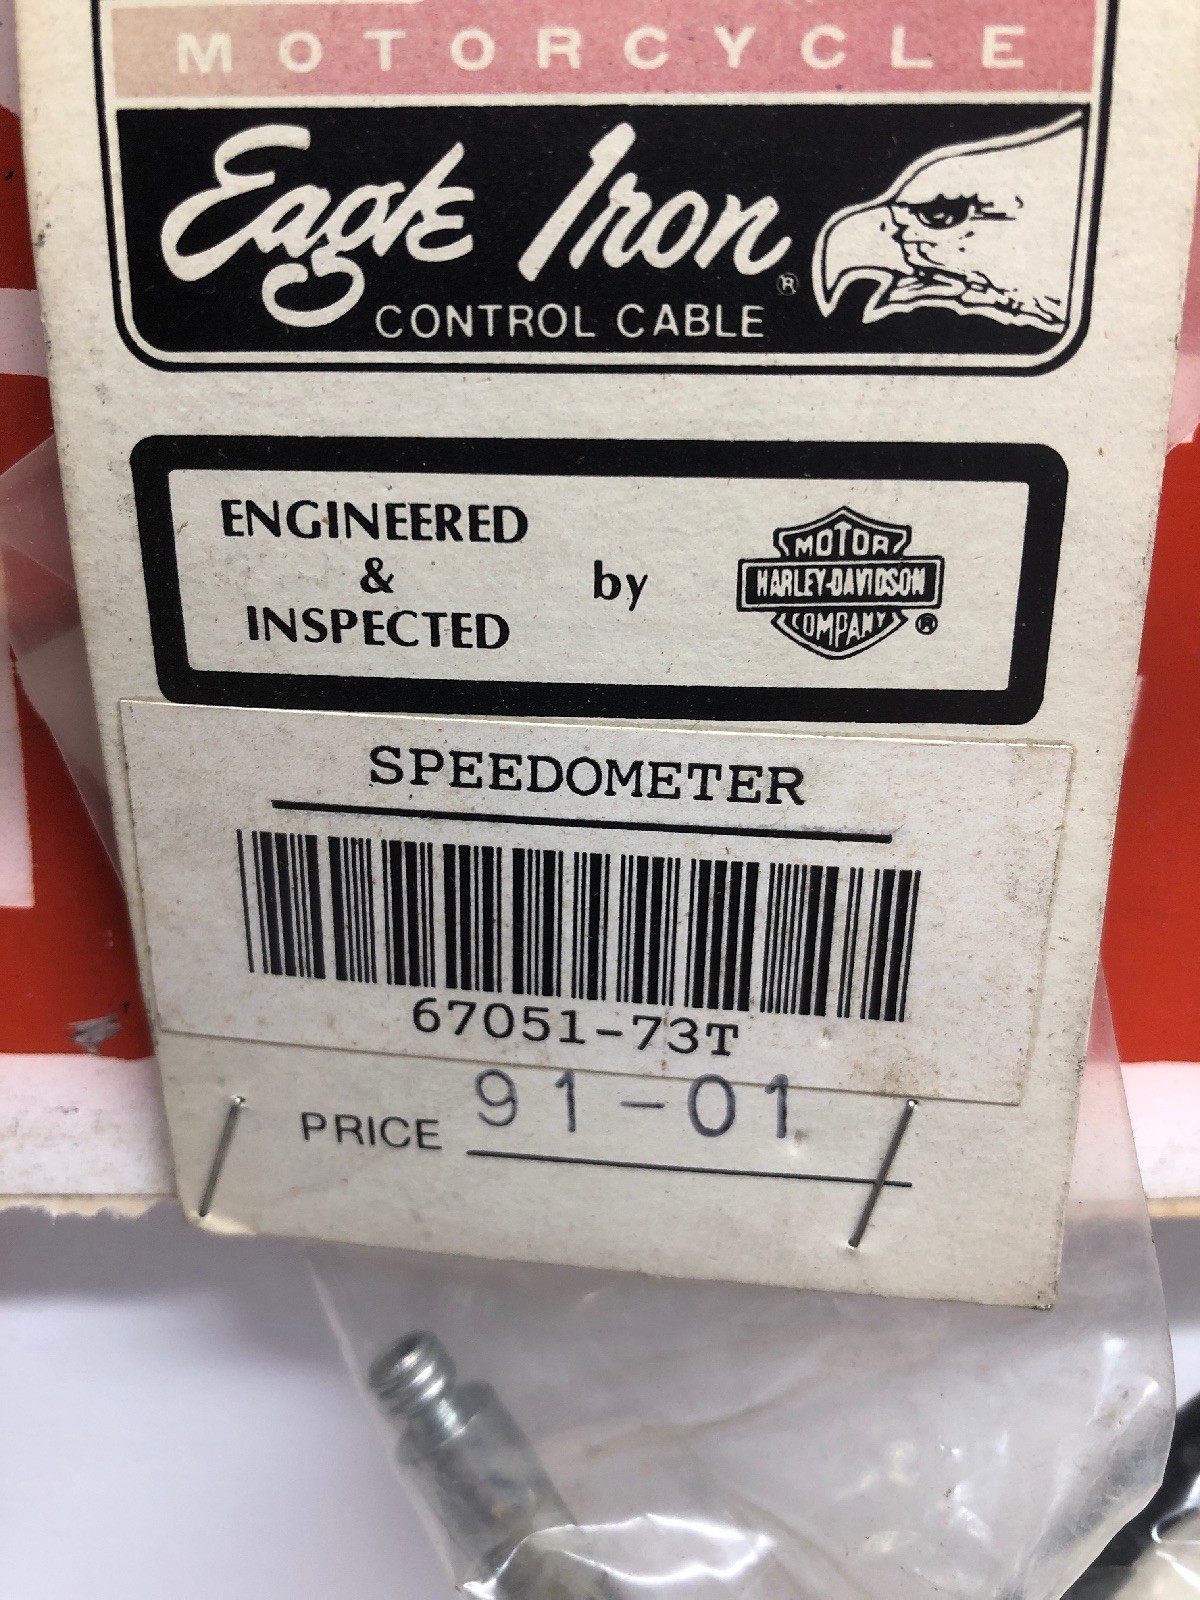 MOTORCYCLE
Eagle Iron ®
CONTROL CABLE
ENGINEERED
&
INSPECTED
by
MOTOR
HARLEY-DAVIDSON
COMPANY ®
SPEEDOMETER
67051-73T
PRICE 91-01